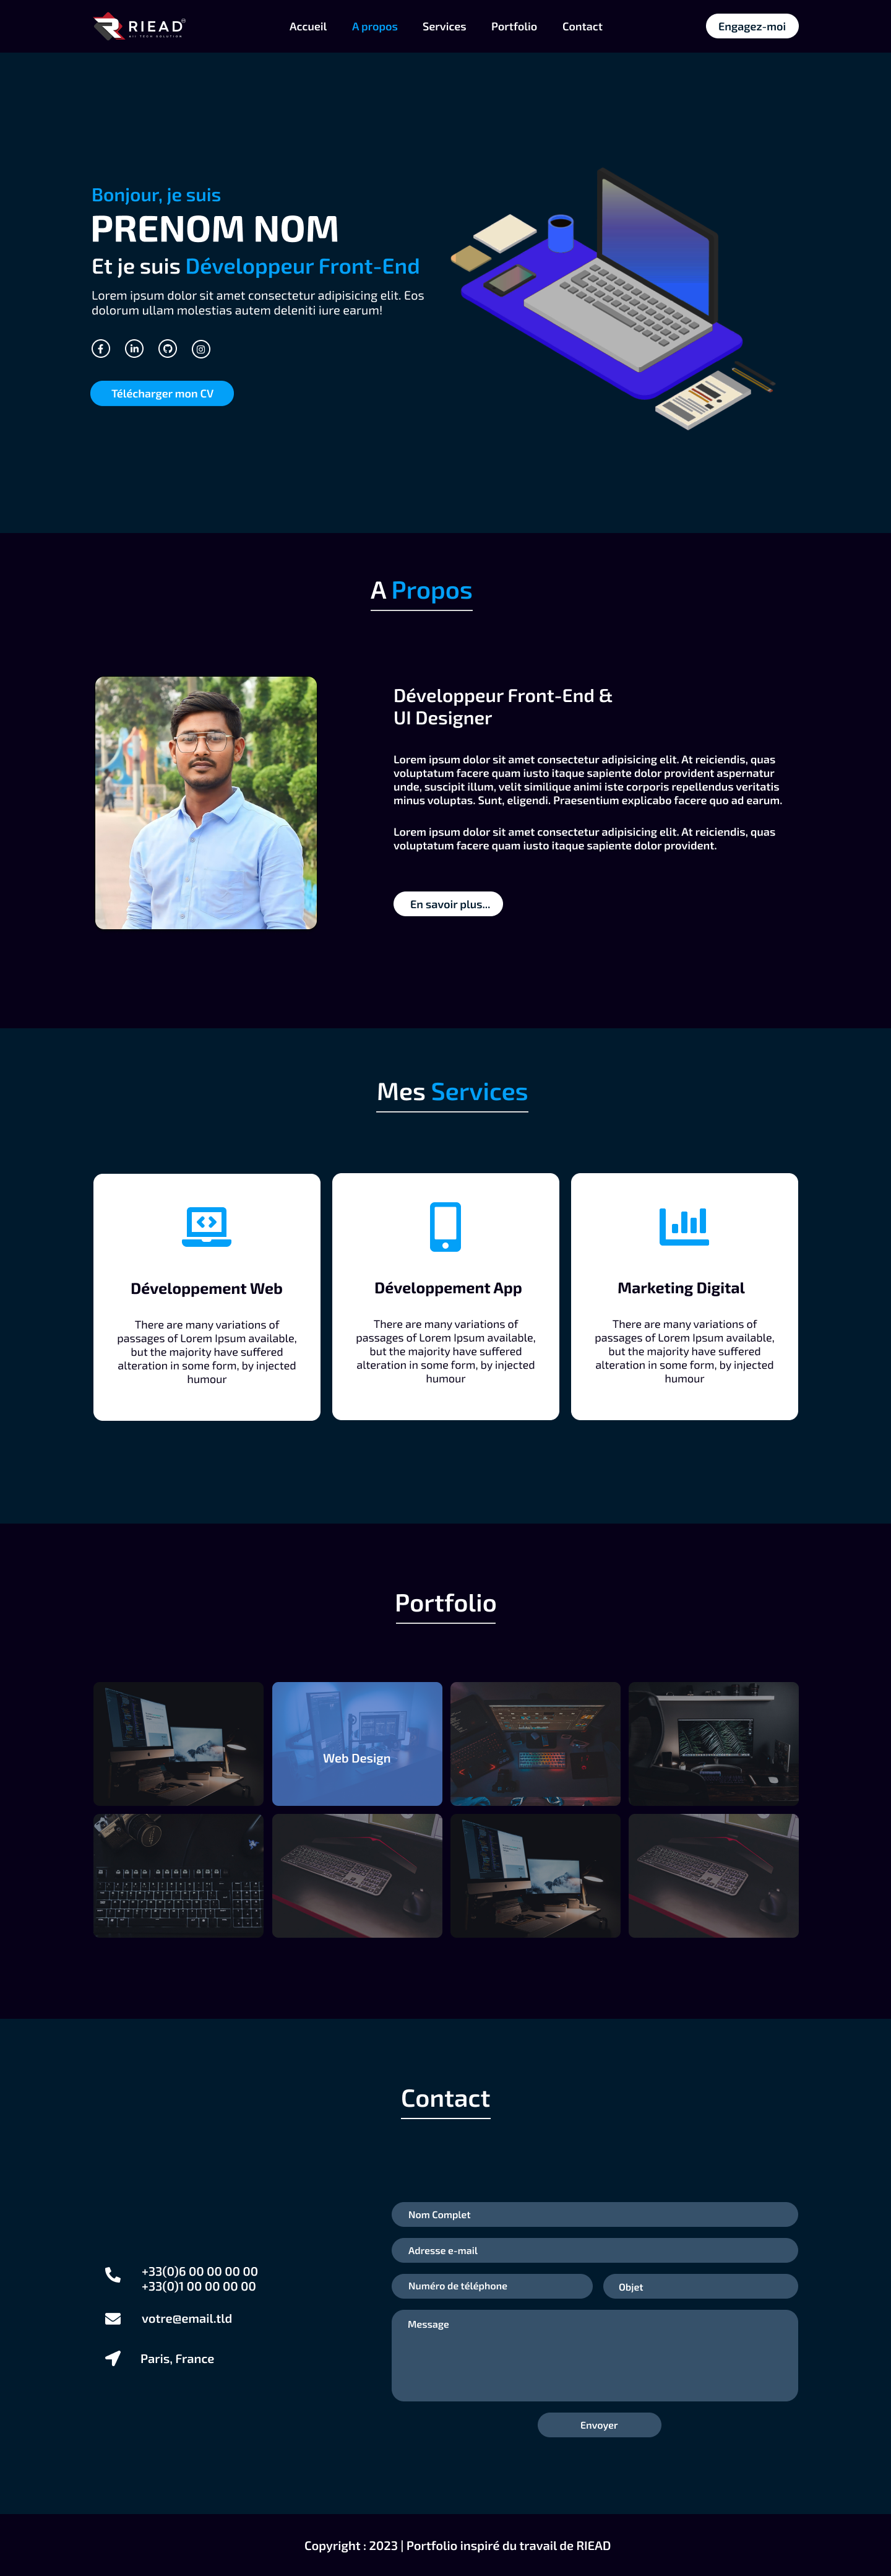 RIEAD
Accueil
A propos
Services
Portfolio
Contact
Engagez-moi
Bonjour, je suis
PRENOM NOM
Et je suis Développeur Front-End
Lorem ipsum dolor sit amet consectetur adipisicing elit. Eos
dolorum ullam molestias autem deleniti iure earum!
Télécharger mon CV
A Propos
Développeur Front-End &
UI Designer
Lorem ipsum dolor sit amet consectetur adipisicing elit. At reiciendis, quas
voluptatum facere quam iusto itaque sapiente dolor provident aspernatur
unde, suscipit illum, velit similique animi iste corporis repellendus veritatis
minus voluptas. Sunt, eligendi. Praesentium explicabo facere quo ad earum.
Lorem ipsum dolor sit amet consectetur adipisicing elit. At reiciendis, quas
voluptatum facere quam iusto itaque sapiente dolor provident.
En savoir plus...
Mes Services
Développement Web
There are many variations of
passages of Lorem Ipsum available,
but the majority have suffered
alteration in some form, by injected
humour
Développement App
There are many variations of
passages of Lorem Ipsum available,
but the majority have suffered
alteration in some form, by injected
humour
Marketing Digital
There are many variations of
passages of Lorem Ipsum available,
but the majority have suffered
alteration in some form, by injected
humour
Portfolio
Web Design
Contact
+33(0)6 00 00 00 00
+33(0)1 00 00 00 00
votre@email.tld
Paris, France
Nom Complet
Adresse e-mail
Numéro de téléphone
Objet
Message
Envoyer
Copyright : 2023 | Portfolio inspiré du travail de RIEAD